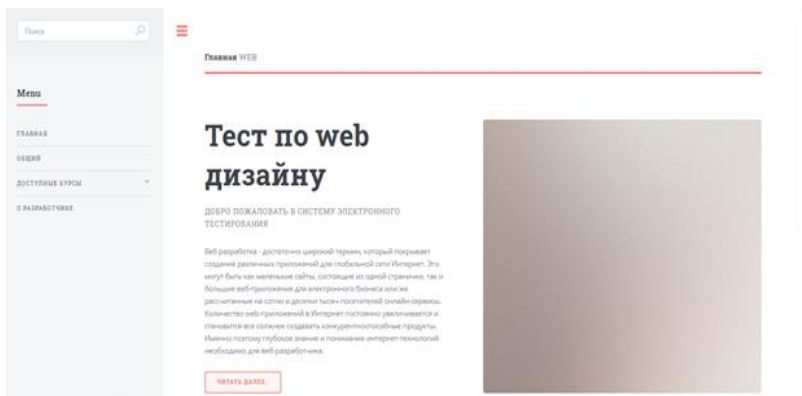 Поиск
Menu
ГЛАВНАЯ
ОБЩИЙ
ДОСТУПНЫЕ КУРСЫ
О РАЗРАБОТЧИКЕ
Главная WEB
Тест по web
дизайну
ДОБРО ПОЖАЛОВАТЬ В СИСТЕМУ ЭЛЕКТРОННОГО
ТЕСТИРОВАНИЯ
Веб разработка - достаточно широкий термин, который покрывает
создание различных приложений для глобальной сети Интернет. Это
могут быть как маленькие сайты, состоящие из одной странички, так и
большие веб-приложения для электронного бизнеса или же
рассчитанные на сотни и десятки тысяч посетителей онлайн-сервисы.
Количество web-приложений в Интернет постоянно увеличивается и
становится все сложнее создавать конкурентноспособные продукты.
Именно поэтому глубокое знание и понимание интернет-технологий
необходимо для веб-разработчика.
ЧИТАТЬ ДАЛЕЕ..